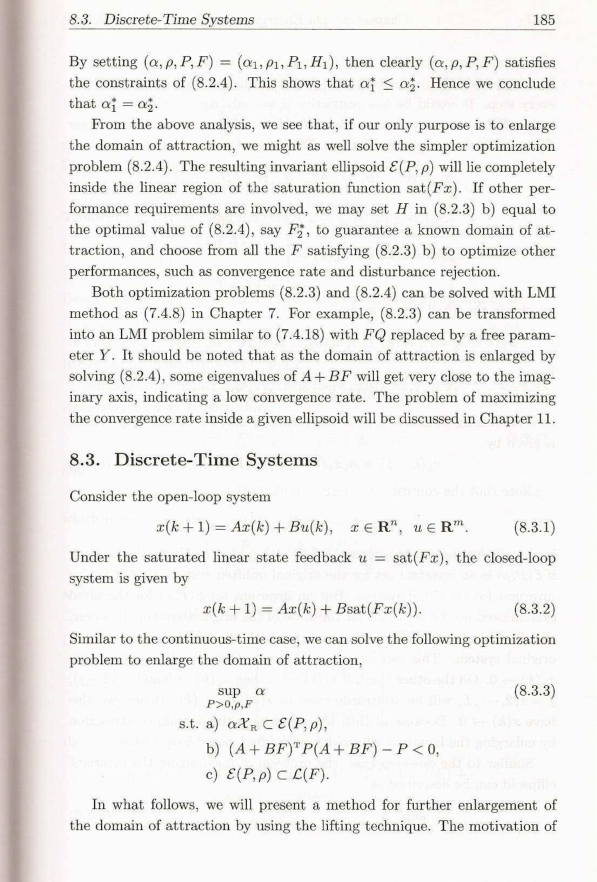 8.3. Discrete-Time Systems 185
By setting (α, ρ, P, F) = (α₁, ρ₁, P₁, H₁), then clearly (α, ρ, P, F) satisfies
the constraints of (8.2.4). This shows that α₁* ≤ α₂*. Hence we conclude
that α₁* = α₂*.
From the above analysis, we see that, if our only purpose is to enlarge
the domain of attraction, we might as well solve the simpler optimization
problem (8.2.4). The resulting invariant ellipsoid ℰ(P, ρ) will lie completely
inside the linear region of the saturation function sat(Fx). If other per-
formance requirements are involved, we may set H in (8.2.3) b) equal to
the optimal value of (8.2.4), say F₂*, to guarantee a known domain of at-
traction, and choose from all the F satisfying (8.2.3) b) to optimize other
performances, such as convergence rate and disturbance rejection.
Both optimization problems (8.2.3) and (8.2.4) can be solved with LMI
method as (7.4.8) in Chapter 7. For example, (8.2.3) can be transformed
into an LMI problem similar to (7.4.18) with FQ replaced by a free param-
eter Y. It should be noted that as the domain of attraction is enlarged by
solving (8.2.4), some eigenvalues of A + BF will get very close to the imag-
inary axis, indicating a low convergence rate. The problem of maximizing
the convergence rate inside a given ellipsoid will be discussed in Chapter 11.
8.3. Discrete-Time Systems
Consider the open-loop system
x(k + 1) = Ax(k) + Bu(k), x ∈ Rⁿ, u ∈ Rᵐ. (8.3.1)
Under the saturated linear state feedback u = sat(Fx), the closed-loop
system is given by
x(k + 1) = Ax(k) + Bsat(Fx(k)). (8.3.2)
Similar to the continuous-time case, we can solve the following optimization
problem to enlarge the domain of attraction,
sup α (8.3.3)
P>0,ρ,F
s.t. a) α𝒳_R ⊂ ℰ(P, ρ),
b) (A + BF)ᵀP(A + BF) − P < 0,
c) ℰ(P, ρ) ⊂ ℒ(F).
In what follows, we will present a method for further enlargement of
the domain of attraction by using the lifting technique. The motivation of